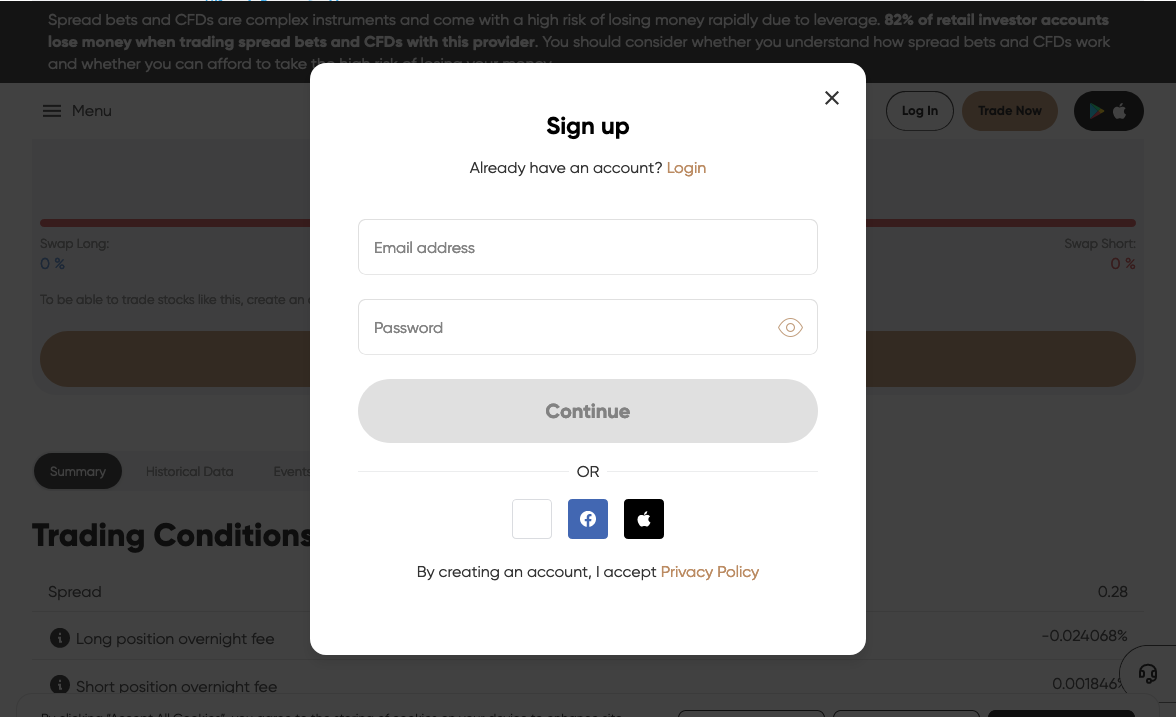 Spread bets and CFDs are complex instruments and come with a high risk of losing money rapidly due to leverage. 82% of retail investor accounts
lose money when trading spread bets and CFDs with this provider. You should consider whether you understand how spread bets and CFDs work
and whether you can afford to take the high risk of losing your money.
Menu
Log In
Trade Now
Sign up
Already have an account? Login
Swap Long:
Swap Short:
0 %
0 %
Email address
To be able to trade stocks like this, create an
Password
Continue
Summary
Historical Data
Events
OR
Trading Conditions
By creating an account, I accept Privacy Policy
Spread
0.28
Long position overnight fee
-0.024068%
Short position overnight fee
0.001846%
By clicking "Accept All Cookies", you agree to the storing of cookies on your device to enhance site